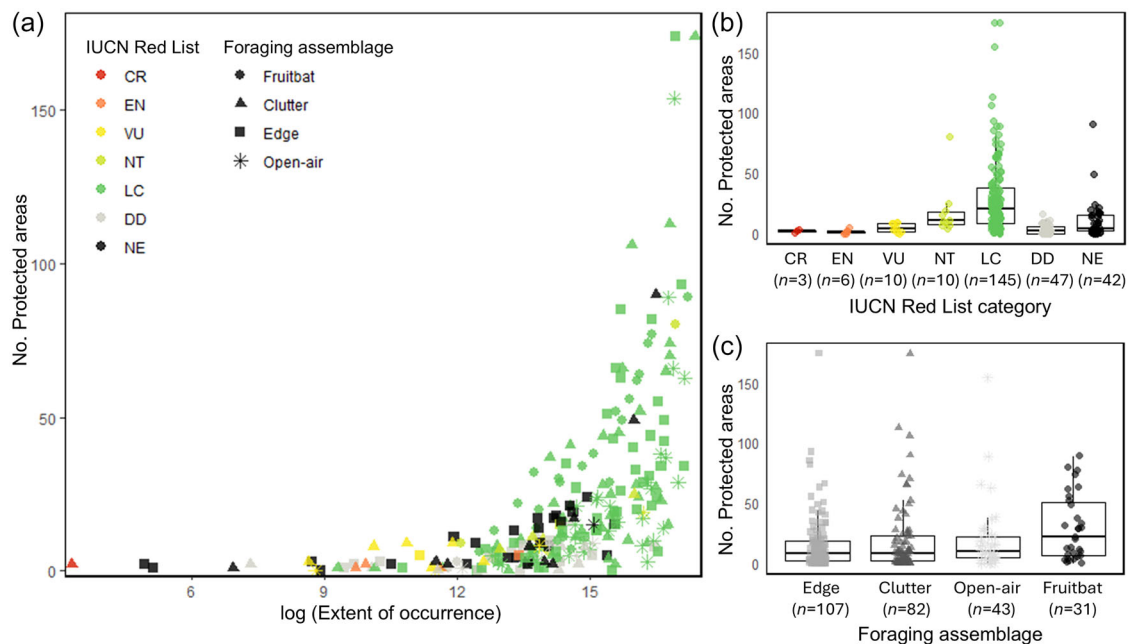 (a)
IUCN Red List
CR
EN
VU
NT
LC
DD
NE
Foraging assemblage
Fruitbat
Clutter
Edge
Open-air
No. Protected areas
150
100
50
0
6
9
12
15
log (Extent of occurrence)
(b)
No. Protected areas
150
100
50
0
CR EN VU NT LC DD NE
(n=3) (n=6) (n=10) (n=10) (n=145) (n=47) (n=42)
IUCN Red List category
(c)
No. Protected areas
150
100
50
0
Edge Clutter Open-air Fruitbat
(n=107) (n=82) (n=43) (n=31)
Foraging assemblage